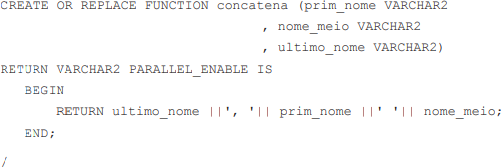 CREATE OR REPLACE FUNCTION concatena (prim_nome VARCHAR2
, nome_meio VARCHAR2
, ultimo_nome VARCHAR2)
RETURN VARCHAR2 PARALLEL_ENABLE IS
BEGIN
RETURN ultimo_nome ||', '|| prim_nome ||' '|| nome_meio;
END;
/